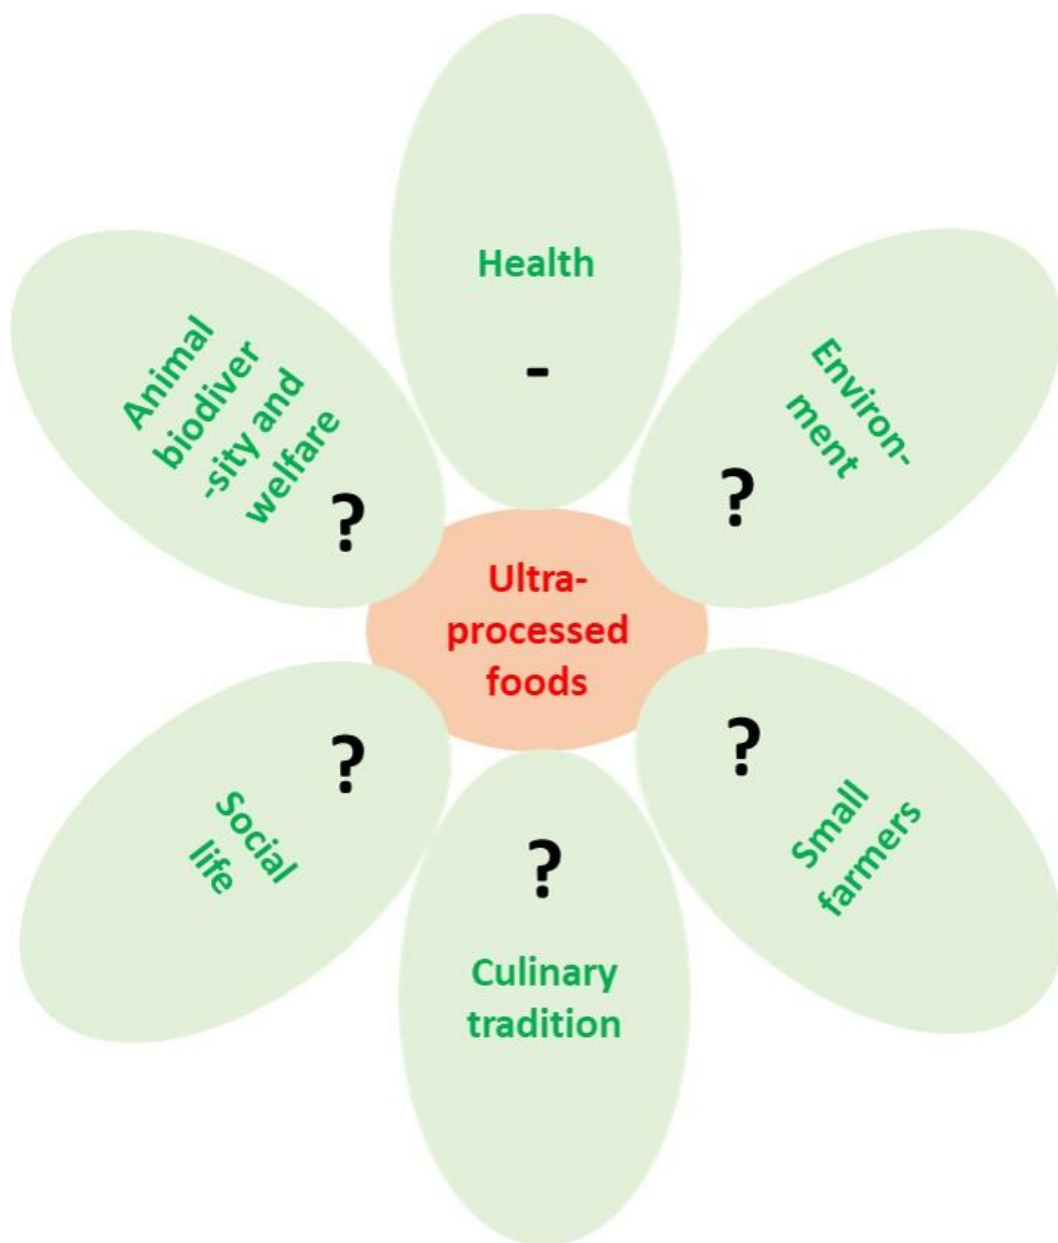 Health
-
Environ-
ment
?
Animal
biodiver
-sity and
welfare
?
Ultra-
processed
foods
?
Small
farmers
?
Social
life
?
Culinary
tradition